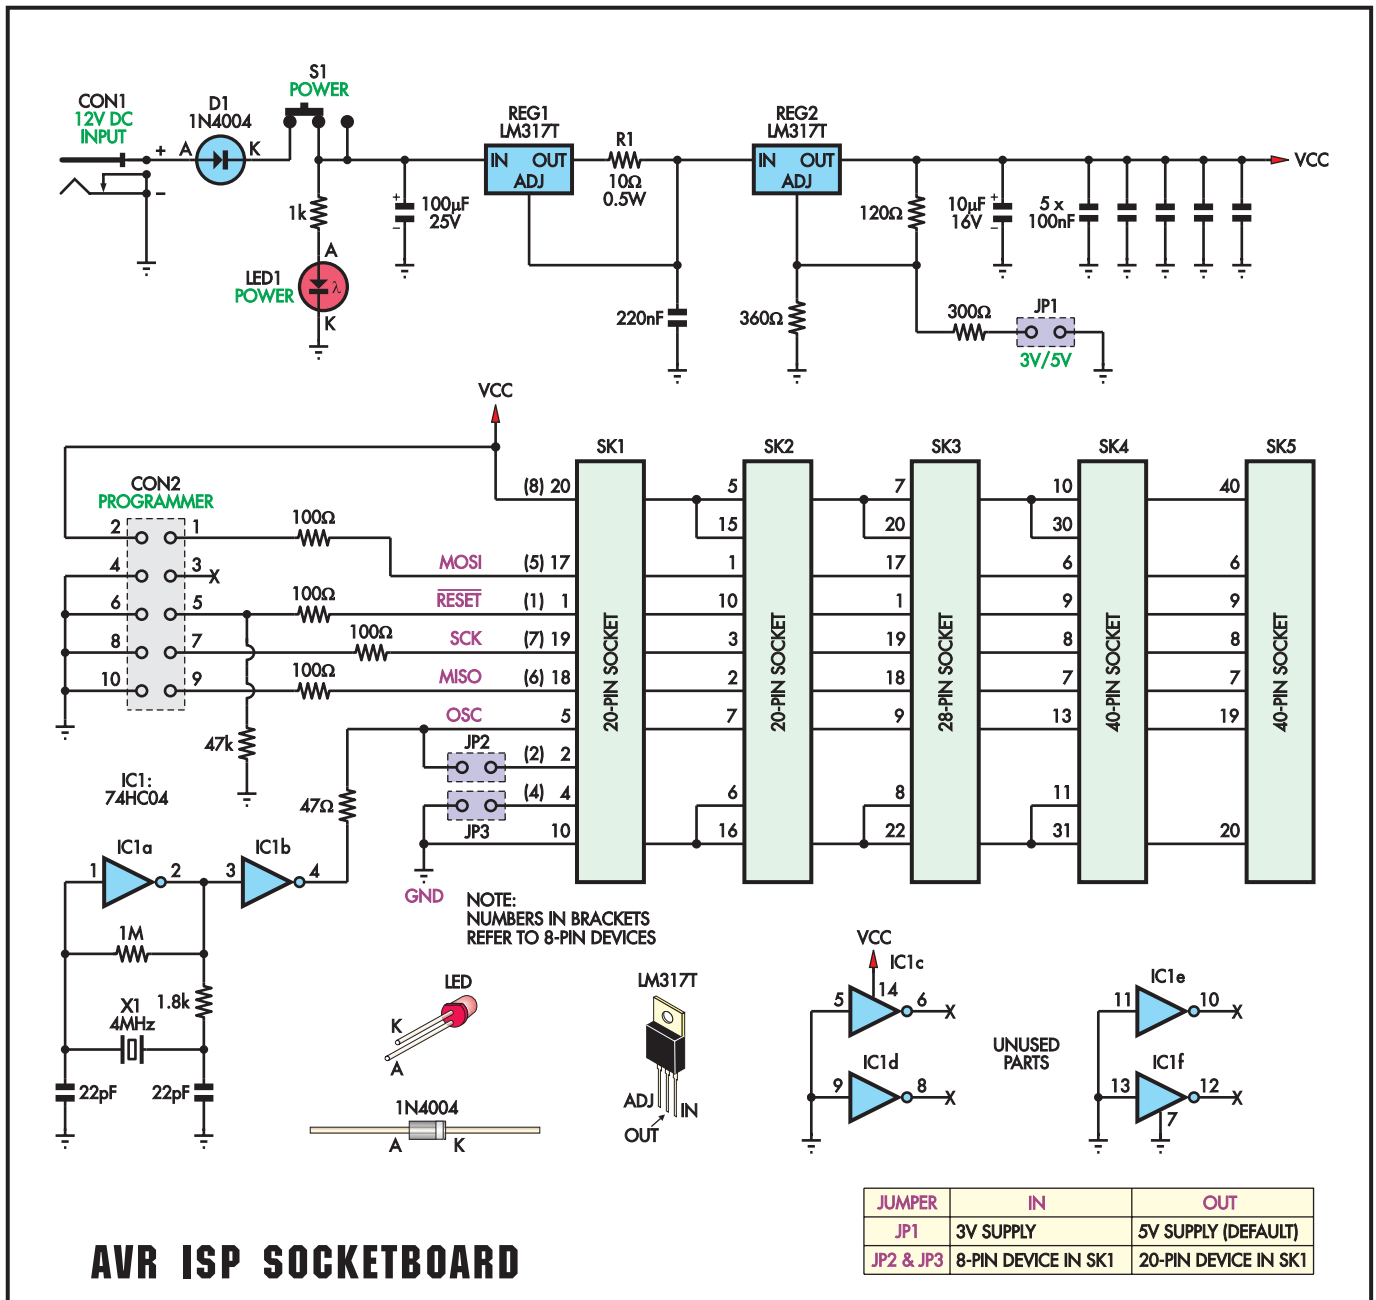 S1
POWER
CON1
12V DC
INPUT
D1
1N4004
+
A
K
–
1k
A
LED1
POWER
λ
K
+
100µF
25V
–
REG1
LM317T
IN OUT
ADJ
R1
10Ω
0.5W
220nF
REG2
LM317T
IN OUT
ADJ
120Ω
360Ω
10µF
16V
+
–
5 x
100nF
VCC
300Ω
JP1
3V/5V
VCC
CON2
PROGRAMMER
2 1
4 3 X
6 5
8 7
10 9
100Ω
100Ω
100Ω
100Ω
47k
MOSI
RESET
SCK
MISO
OSC
JP2
JP3
GND
SK1
(8) 20
(5) 17
(1) 1
(7) 19
(6) 18
5
(2) 2
(4) 4
10
20-PIN SOCKET
SK2
5
15
1
10
3
2
7
6
16
20-PIN SOCKET
SK3
7
20
17
1
19
18
9
8
22
28-PIN SOCKET
SK4
10
30
6
9
8
7
13
11
31
40-PIN SOCKET
SK5
40
6
9
8
7
19
20
40-PIN SOCKET
IC1:
74HC04
47Ω
IC1a
1 2
IC1b
3 4
1M
X1
4MHz
1.8k
22pF
22pF
NOTE:
NUMBERS IN BRACKETS
REFER TO 8-PIN DEVICES
LED
K
A
1N4004
A K
LM317T
ADJ
IN
OUT
VCC
IC1c
14
5 6 X
IC1d
9 8 X
UNUSED
PARTS
IC1e
11 10 X
IC1f
13 12 X
7
JUMPER IN OUT
JP1 3V SUPPLY 5V SUPPLY (DEFAULT)
JP2 & JP3 8-PIN DEVICE IN SK1 20-PIN DEVICE IN SK1
AVR ISP SOCKETBOARD